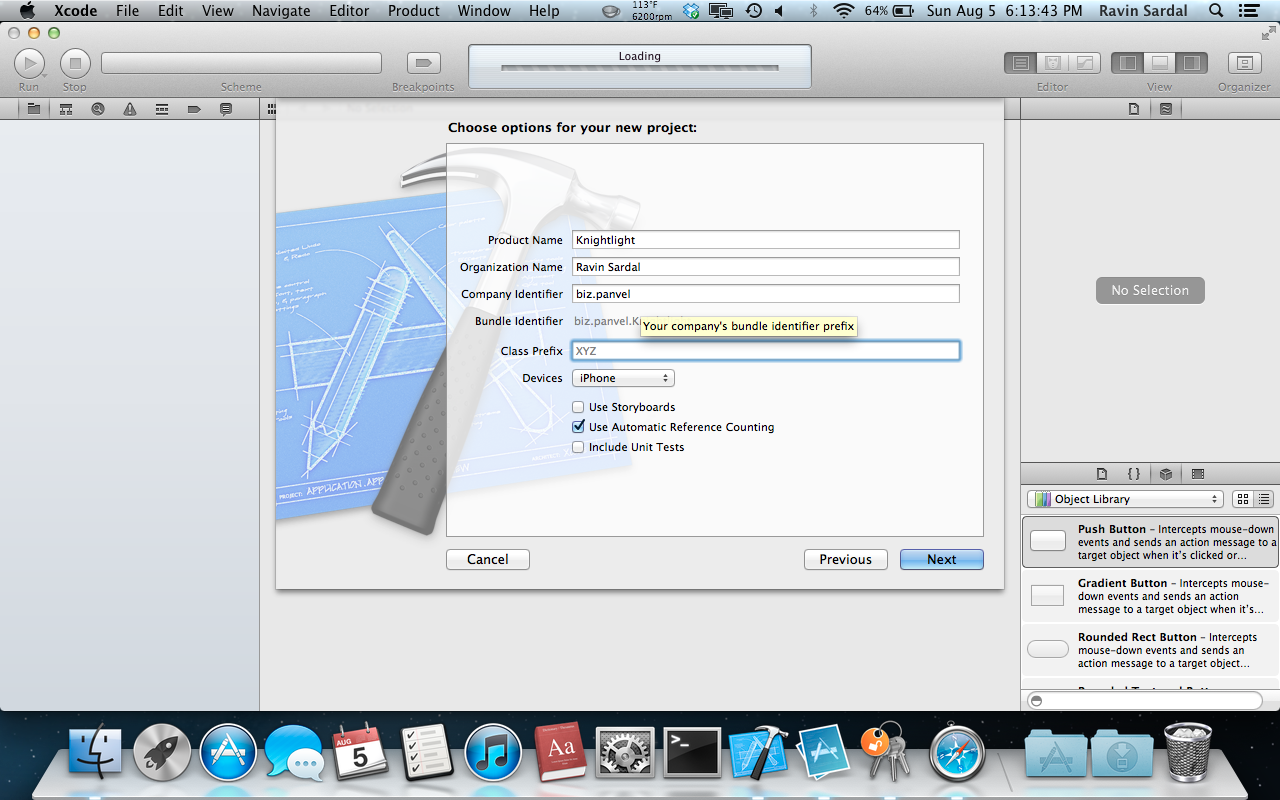 Xcode File Edit View Navigate Editor Product Window Help 113°F 6200rpm 64% Sun Aug 5 6:13:43 PM Ravin Sardal
Loading
Run Stop Scheme Breakpoints Editor View Organizer
Choose options for your new project:
Product Name Knightlight
Organization Name Ravin Sardal
Company Identifier biz.panvel
Bundle Identifier biz.panvel.
Your company's bundle identifier prefix
Class Prefix XYZ
Devices iPhone
Use Storyboards
Use Automatic Reference Counting
Include Unit Tests
PROJECT: APPLICATION.APP
Cancel Previous Next
No Selection
{ }
Object Library
Push Button – Intercepts mouse-down
events and sends an action message to a
target object when it's clicked or...
Gradient Button – Intercepts mouse-
down events and sends an action
message to a target object when it's...
Rounded Rect Button – Intercepts
mouse-down events and sends an
action message to a target object...
AUG
5
Aa
>_